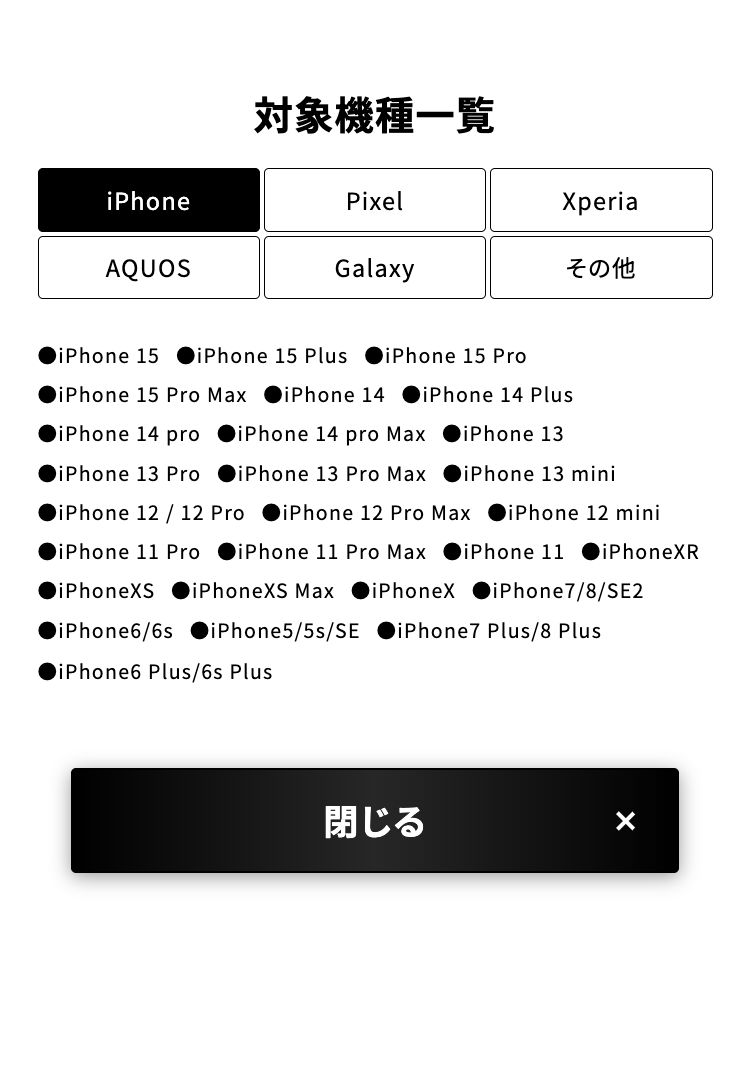 対象機種一覧
iPhone Pixel Xperia
AQUOS Galaxy その他
●iPhone 15 ●iPhone 15 Plus ●iPhone 15 Pro
●iPhone 15 Pro Max ●iPhone 14 ●iPhone 14 Plus
●iPhone 14 pro ●iPhone 14 pro Max ●iPhone 13
●iPhone 13 Pro ●iPhone 13 Pro Max ●iPhone 13 mini
●iPhone 12 / 12 Pro ●iPhone 12 Pro Max ●iPhone 12 mini
●iPhone 11 Pro ●iPhone 11 Pro Max ●iPhone 11 ●iPhoneXR
●iPhoneXS ●iPhoneXS Max ●iPhoneX ●iPhone7/8/SE2
●iPhone6/6s ●iPhone5/5s/SE ●iPhone7 Plus/8 Plus
●iPhone6 Plus/6s Plus
閉じる ×